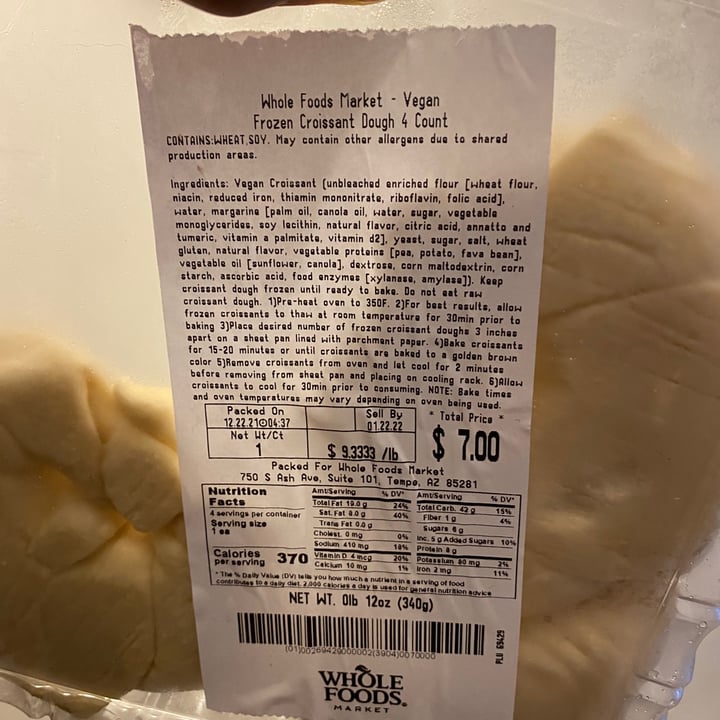 Whole Foods Market - Vegan
Frozen Croissant Dough 4 Count
CONTAINS:WHEAT,SOY. May contain other allergens due to shared
production areas.
Ingredients: Vegan Croissant (unbleached enriched flour [wheat flour,
niacin, reduced iron, thiamin mononitrate, riboflavin, folic acid],
water, margarine [palm oil, canola oil, water, sugar, vegetable
monoglycerides, soy lecithin, natural flavor, citric acid, annatto and
tumeric, vitamin a palmitate, vitamin d2], yeast, sugar, salt, wheat
gluten, natural flavor, vegetable proteins [pea, potato, fava bean],
vegetable oil [sunflower, canola], dextrose, corn maltodextrin, corn
starch, ascorbic acid, food enzymes [xylanase, amylase]). Keep
croissant dough frozen until ready to bake. Do not eat raw
croissant dough. 1)Pre-heat oven to 350F. 2)For best results, allow
frozen croissants to thaw at room temperature for 30min prior to
baking 3)Place desired number of frozen croissant doughs 3 inches
apart on a sheet pan lined with parchment paper. 4)Bake croissants
for 15-20 minutes or until croissants are baked to a golden brown
color 5)Remove croissants from oven and let cool for 2 minutes
before removing from sheet pan and placing on cooling rack. 6)Allow
croissants to cool for 30min prior to consuming. NOTE: Bake times
and oven temperatures may vary depending on oven being used.
Packed On Sell By * Total Price *
12.22.21@04:37 01.22.22
Net Wt/Ct
1 $ 9.3333 /lb $ 7.00
Packed For Whole Foods Market
750 S Ash Ave, Suite 101, Tempe, AZ 85281
Nutrition Facts
4 servings per container
Serving size
1 ea
Calories per serving 370
Amt/Serving % DV*
Total Fat 19.0 g 24%
Sat. Fat 8.0 g 40%
Trans Fat 0.0 g
Cholest. 0 mg 0%
Sodium 410 mg 18%
Vitamin D 4 mcg 20%
Calcium 10 mg 1%
Amt/Serving % DV*
Total Carb. 42 g 15%
Fiber 1 g 4%
Sugars 6 g
Inc. 5 g Added Sugars 10%
Protein 8 g
Potassium 80 mg 2%
Iron 2 mg 11%
* The % Daily Value (DV) tells you how much a nutrient in a serving of food
contributes to a daily diet. 2,000 calories a day is used for general nutrition advice
NET WT. 0lb 12oz (340g)
(01)00269429000002(3904)0070000
PLU 69429
WHOLE
FOODS
MARKET